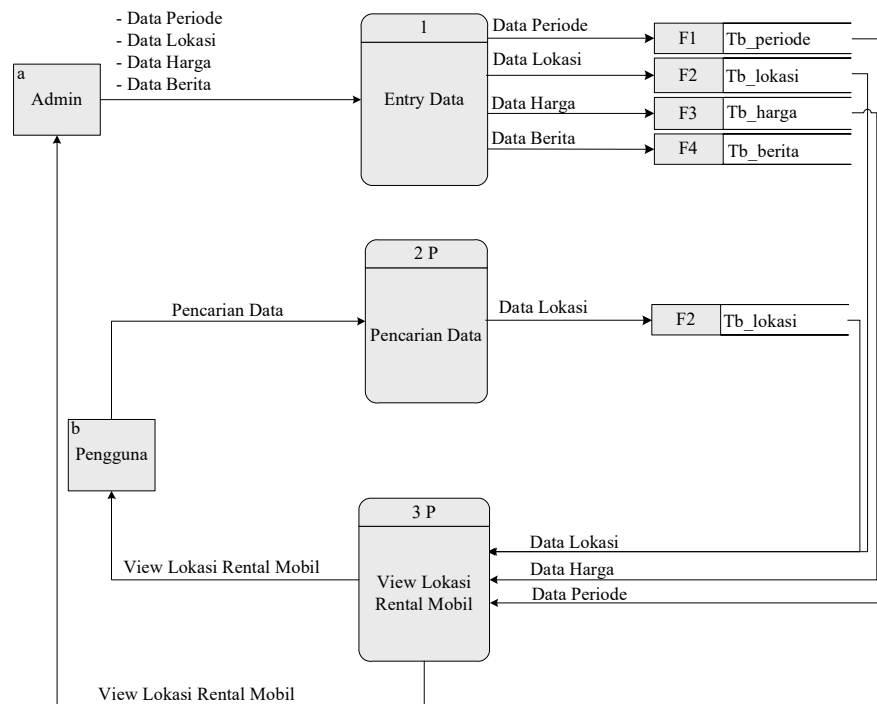 - Data Periode
- Data Lokasi
- Data Harga
- Data Berita
a
Admin
1
Entry Data
Data Periode
Data Lokasi
Data Harga
Data Berita
F1 Tb_periode
F2 Tb_lokasi
F3 Tb_harga
F4 Tb_berita
2 P
Pencarian Data
Pencarian Data
Data Lokasi
F2 Tb_lokasi
b
Pengguna
3 P
View Lokasi
Rental Mobil
View Lokasi Rental Mobil
Data Lokasi
Data Harga
Data Periode
View Lokasi Rental Mobil